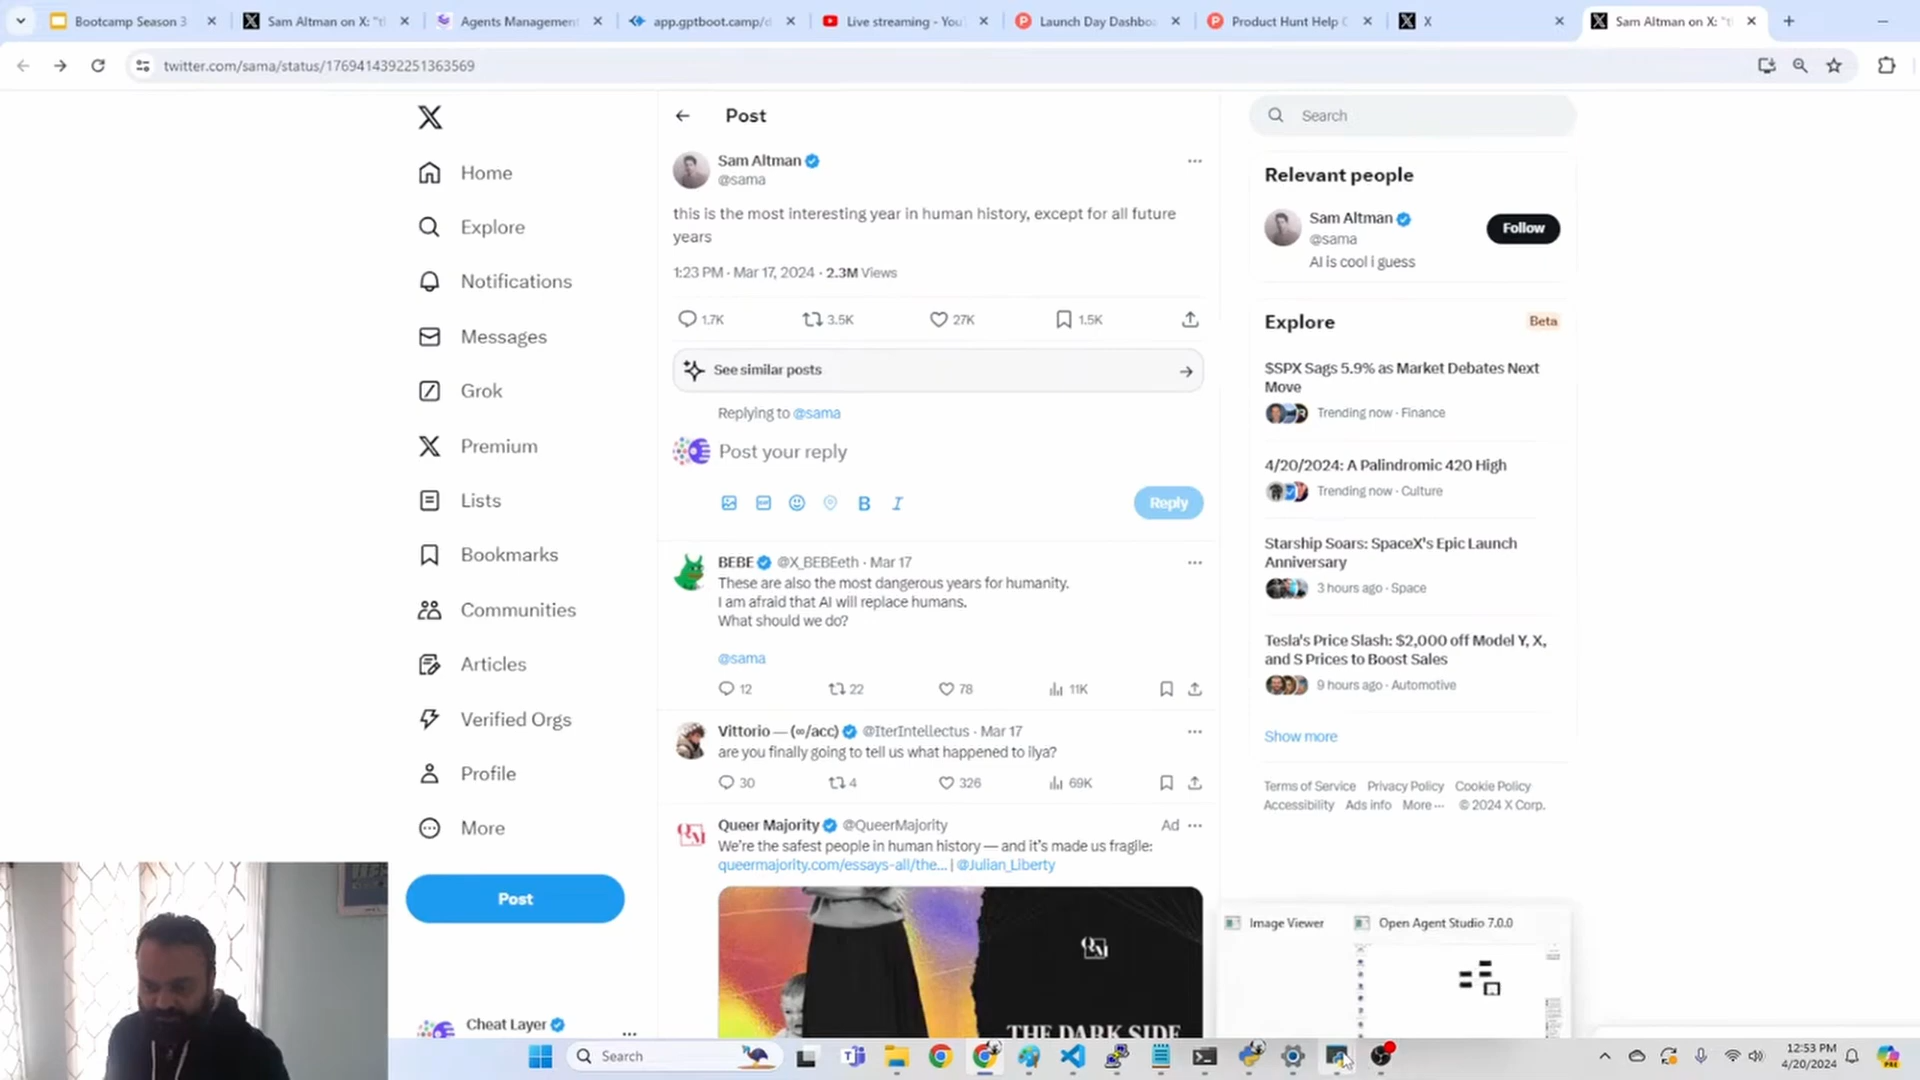 Bootcamp Season 3
Sam Altman on X: "t
Agents Management
app.gptboot.camp/d
Live streaming - You
Launch Day Dashbo
Product Hunt Help C
X
Sam Altman on X: "t
twitter.com/sama/status/1769414392251363569
Home
Explore
Notifications
Messages
Grok
Premium
Lists
Bookmarks
Communities
Articles
Verified Orgs
Profile
More
Post
Cheat Layer
Post
Sam Altman
@sama
this is the most interesting year in human history, except for all future
years
1:23 PM · Mar 17, 2024 · 2.3M Views
1.7K 3.5K 27K 1.5K
See similar posts
Replying to @sama
Post your reply
B I
Reply
BEBE @X_BEBEeth · Mar 17
These are also the most dangerous years for humanity.
I am afraid that AI will replace humans.
What should we do?
@sama
12 22 78 11K
Vittorio — (∞/acc) @IterIntellectus · Mar 17
are you finally going to tell us what happened to ilya?
30 4 326 69K
Queer Majority @QueerMajority Ad
We're the safest people in human history — and it's made us fragile:
queermajority.com/essays-all/the... | @Julian_Liberty
QM
THE DARK SIDE
Search
Relevant people
Sam Altman
@sama
AI is cool i guess
Follow
Explore
Beta
$SPX Sags 5.9% as Market Debates Next
Move
Trending now · Finance
4/20/2024: A Palindromic 420 High
Trending now · Culture
Starship Soars: SpaceX's Epic Launch
Anniversary
3 hours ago · Space
Tesla's Price Slash: $2,000 off Model Y, X,
and S Prices to Boost Sales
9 hours ago · Automotive
Show more
Terms of Service Privacy Policy Cookie Policy
Accessibility Ads info More ··· © 2024 X Corp.
Image Viewer
Open Agent Studio 7.0.0
Search
12:53 PM
4/20/2024